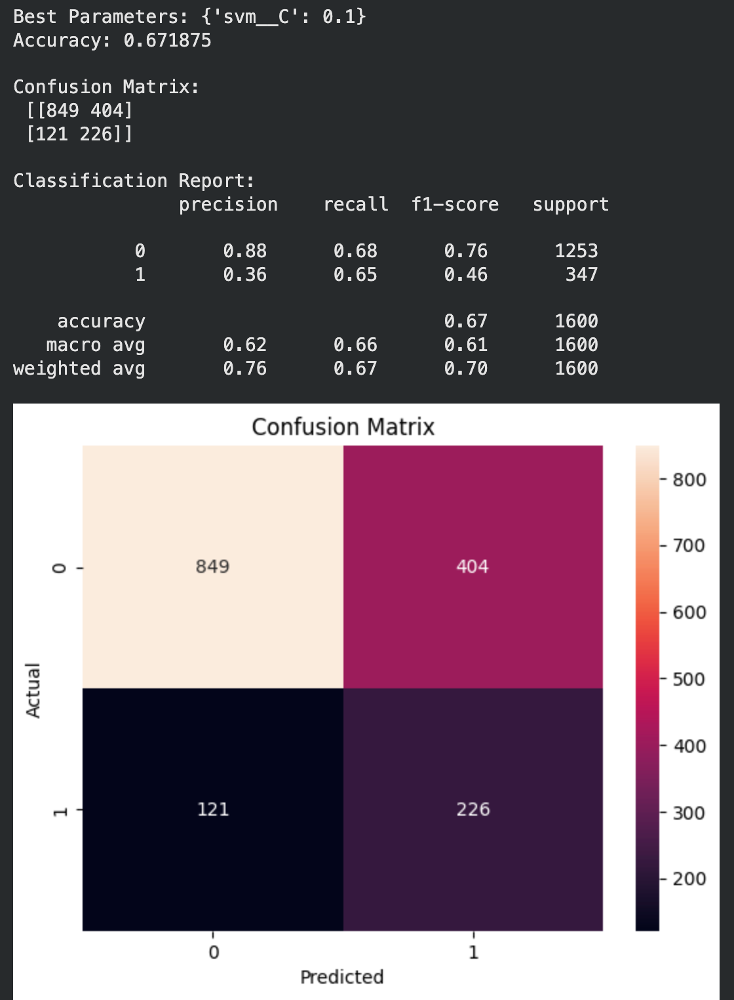 Best Parameters: {'svm__C': 0.1}
Accuracy: 0.671875
Confusion Matrix:
[[849 404]
[121 226]]
Classification Report:
precision recall f1-score support
0 0.88 0.68 0.76 1253
1 0.36 0.65 0.46 347
accuracy 0.67 1600
macro avg 0.62 0.66 0.61 1600
weighted avg 0.76 0.67 0.70 1600
Confusion Matrix
Actual
0
1
849 404
121 226
0 1
Predicted
800
700
600
500
400
300
200